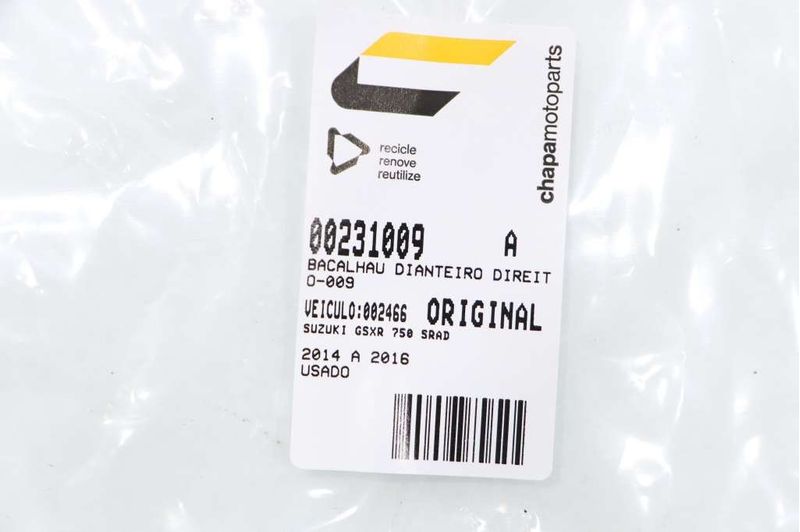 chapamotoparts
recicle
renove
reutilize
00231009 A
BACALHAU DIANTEIRO DIREIT
O-009
VEICULO:002466 ORIGINAL
SUZUKI GSXR 750 SRAD
2014 A 2016
USADO